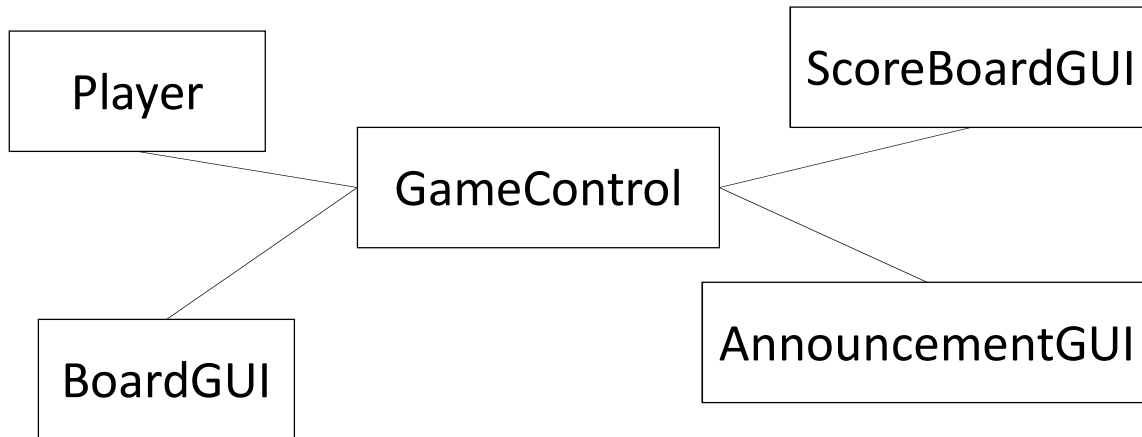 Player
ScoreBoardGUI
GameControl
BoardGUI
AnnouncementGUI